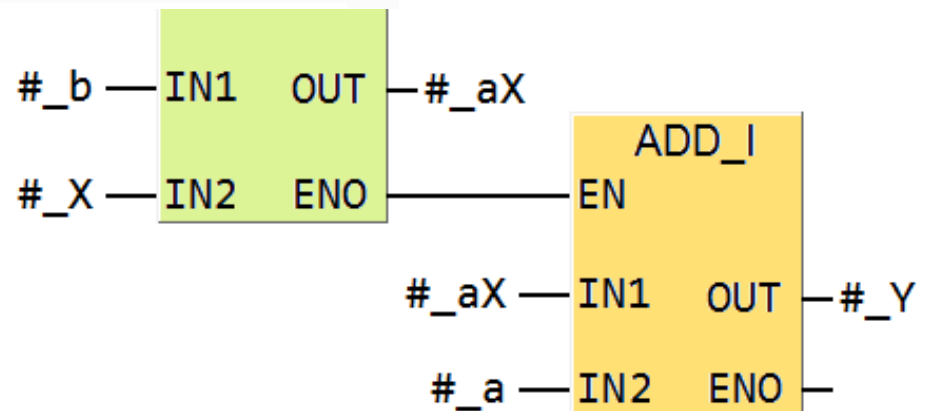 #_b IN1 OUT #_aX
#_X IN2 ENO
ADD_I
EN
#_aX IN1 OUT #_Y
#_a IN2 ENO